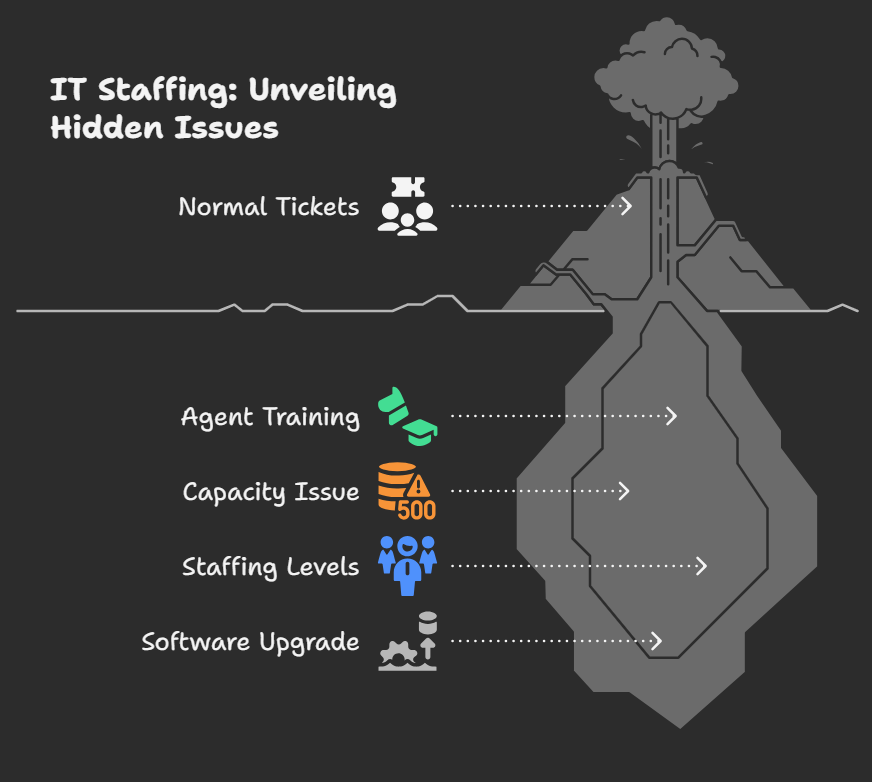 IT Staffing: Unveiling
Hidden Issues
Normal Tickets
Agent Training
Capacity Issue
500
Staffing Levels
Software Upgrade